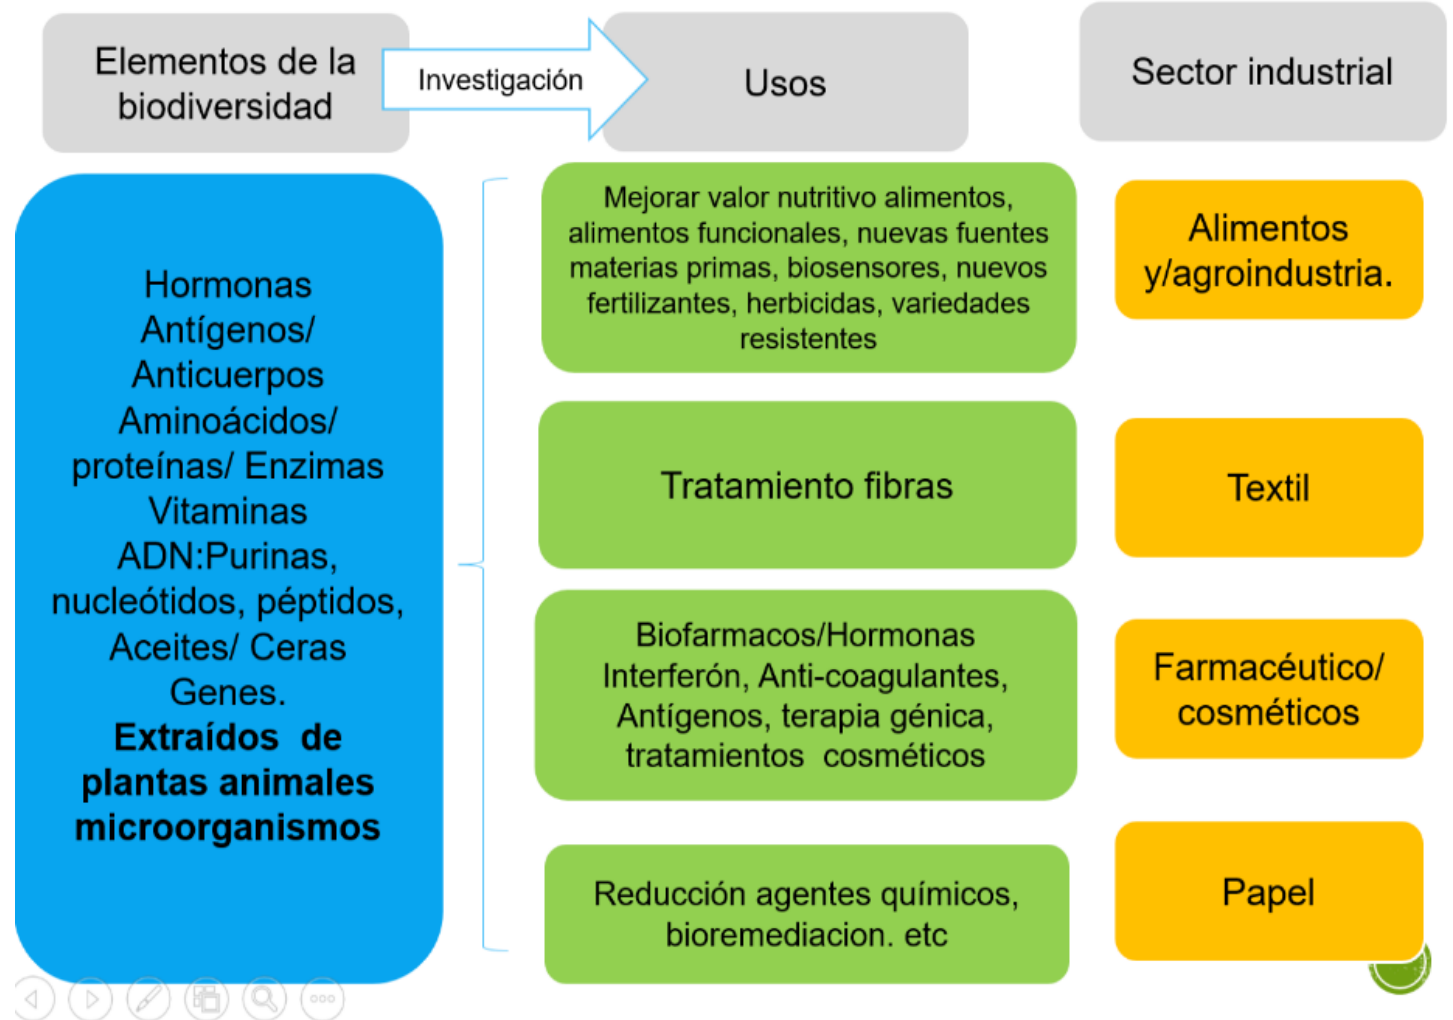 Elementos de la
biodiversidad
Investigación
Usos
Sector industrial
Hormonas
Antígenos/
Anticuerpos
Aminoácidos/
proteínas/ Enzimas
Vitaminas
ADN:Purinas,
nucleótidos, péptidos,
Aceites/ Ceras
Genes.
Extraídos de
plantas animales
microorganismos
Mejorar valor nutritivo alimentos,
alimentos funcionales, nuevas fuentes
materias primas, biosensores, nuevos
fertilizantes, herbicidas, variedades
resistentes
Alimentos
y/agroindustria.
Tratamiento fibras
Textil
Biofarmacos/Hormonas
Interferón, Anti-coagulantes,
Antígenos, terapia génica,
tratamientos cosméticos
Farmacéutico/
cosméticos
Reducción agentes químicos,
bioremediacion. etc
Papel